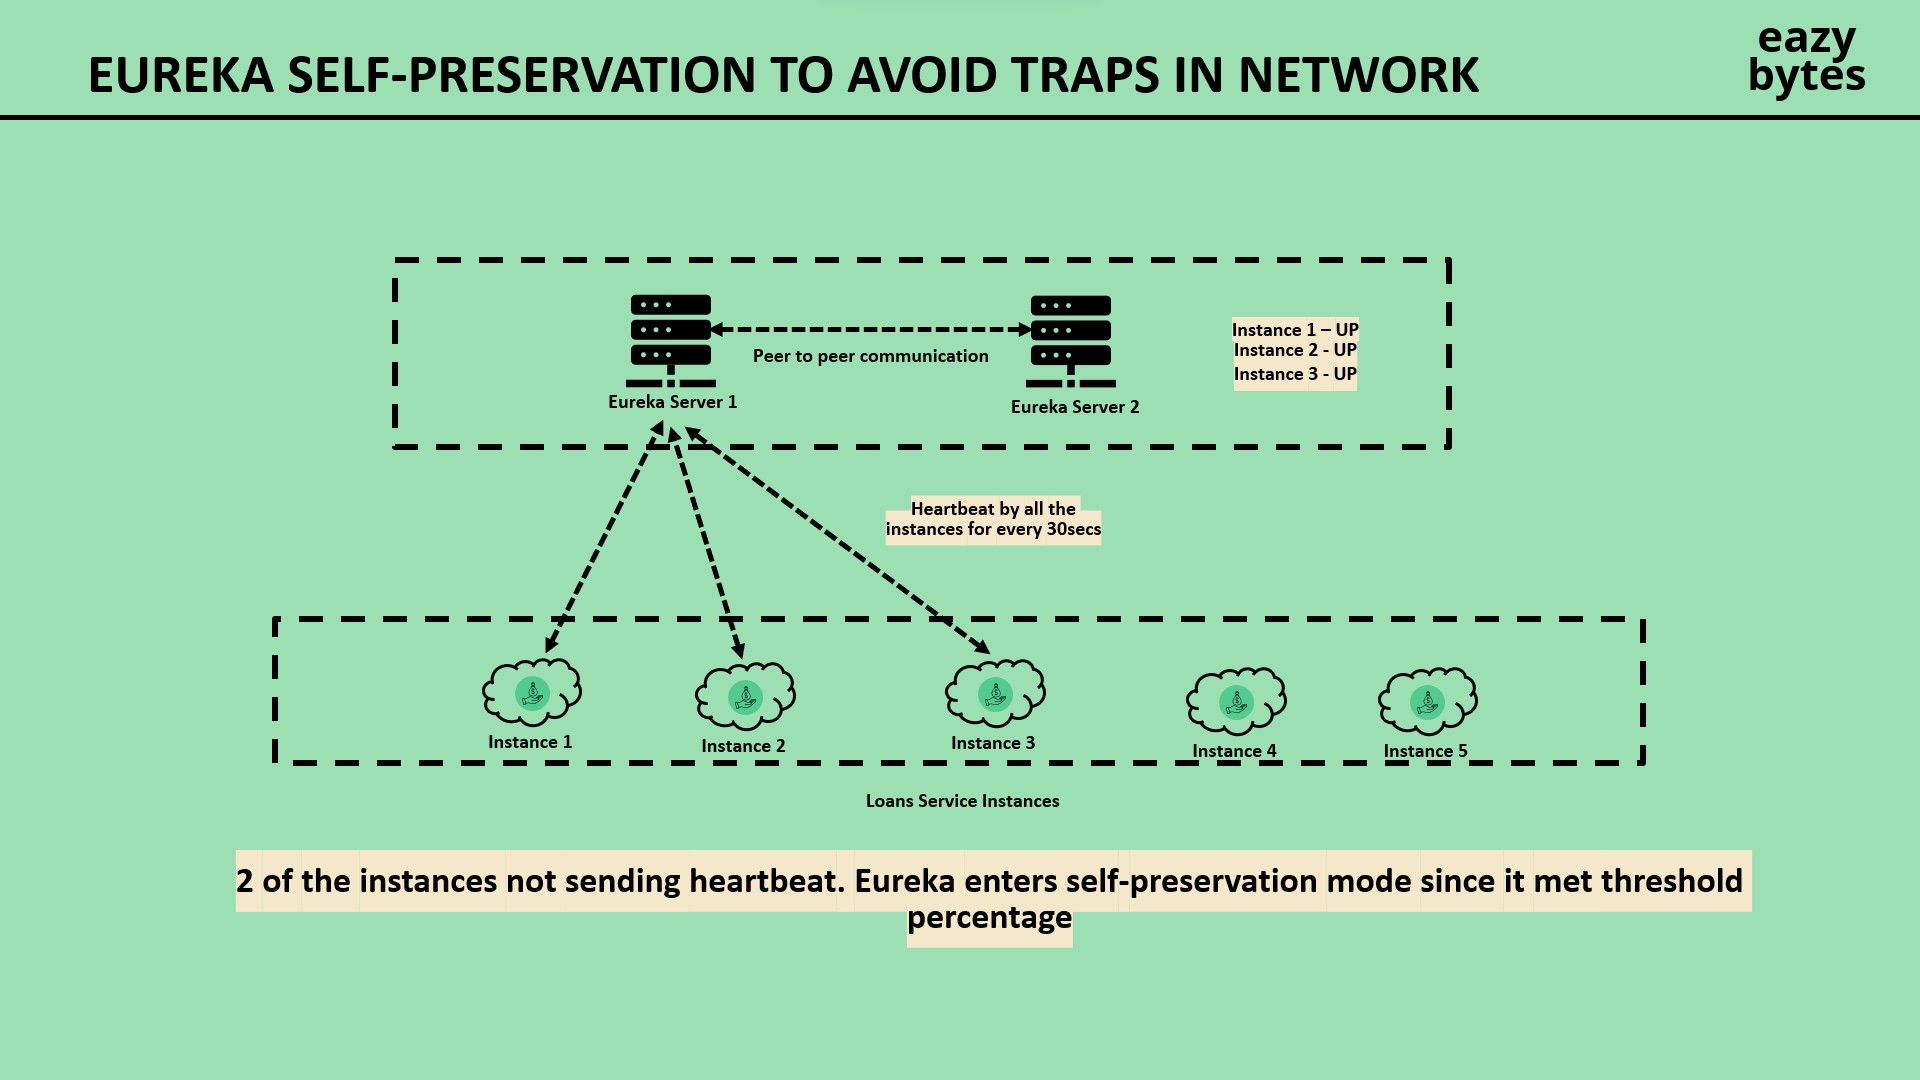 EUREKA SELF-PRESERVATION TO AVOID TRAPS IN NETWORK
eazy
bytes
Instance 1 – UP
Instance 2 - UP
Instance 3 - UP
Peer to peer communication
Eureka Server 1
Eureka Server 2
Heartbeat by all the
instances for every 30secs
Instance 1
Instance 2
Instance 3
Instance 4
Instance 5
Loans Service Instances
2 of the instances not sending heartbeat. Eureka enters self-preservation mode since it met threshold
percentage